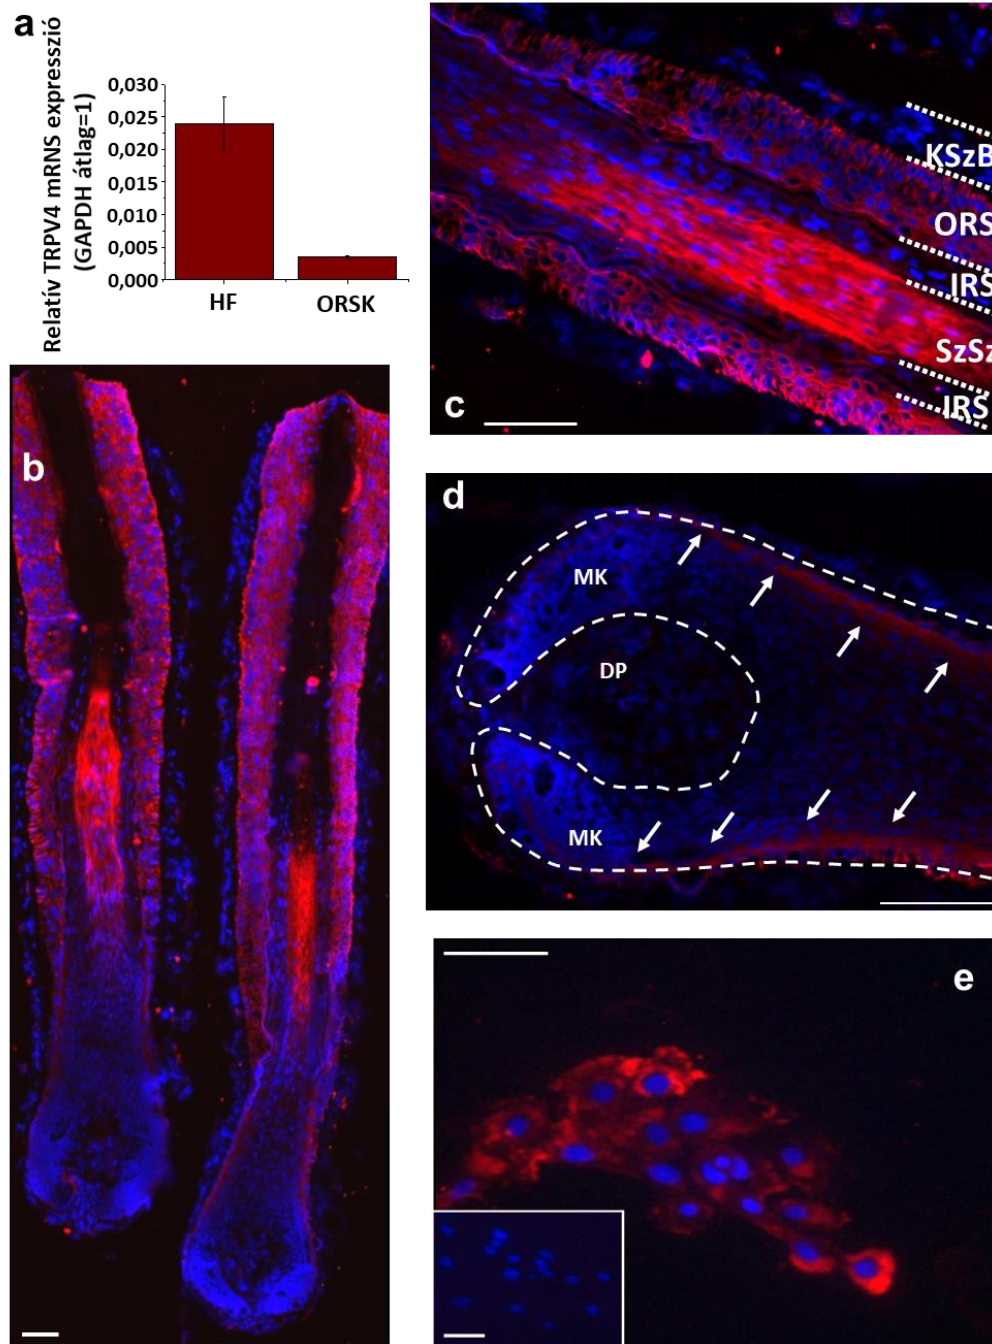 a
Relatív TRPV4 mRNS expresszió
(GAPDH átlag=1)
0,030
0,025
0,020
0,015
0,010
0,005
0,000
HF
ORSK
b
c
KSzB
ORS
IRS
SzSz
IRS
d
MK
DP
MK
e